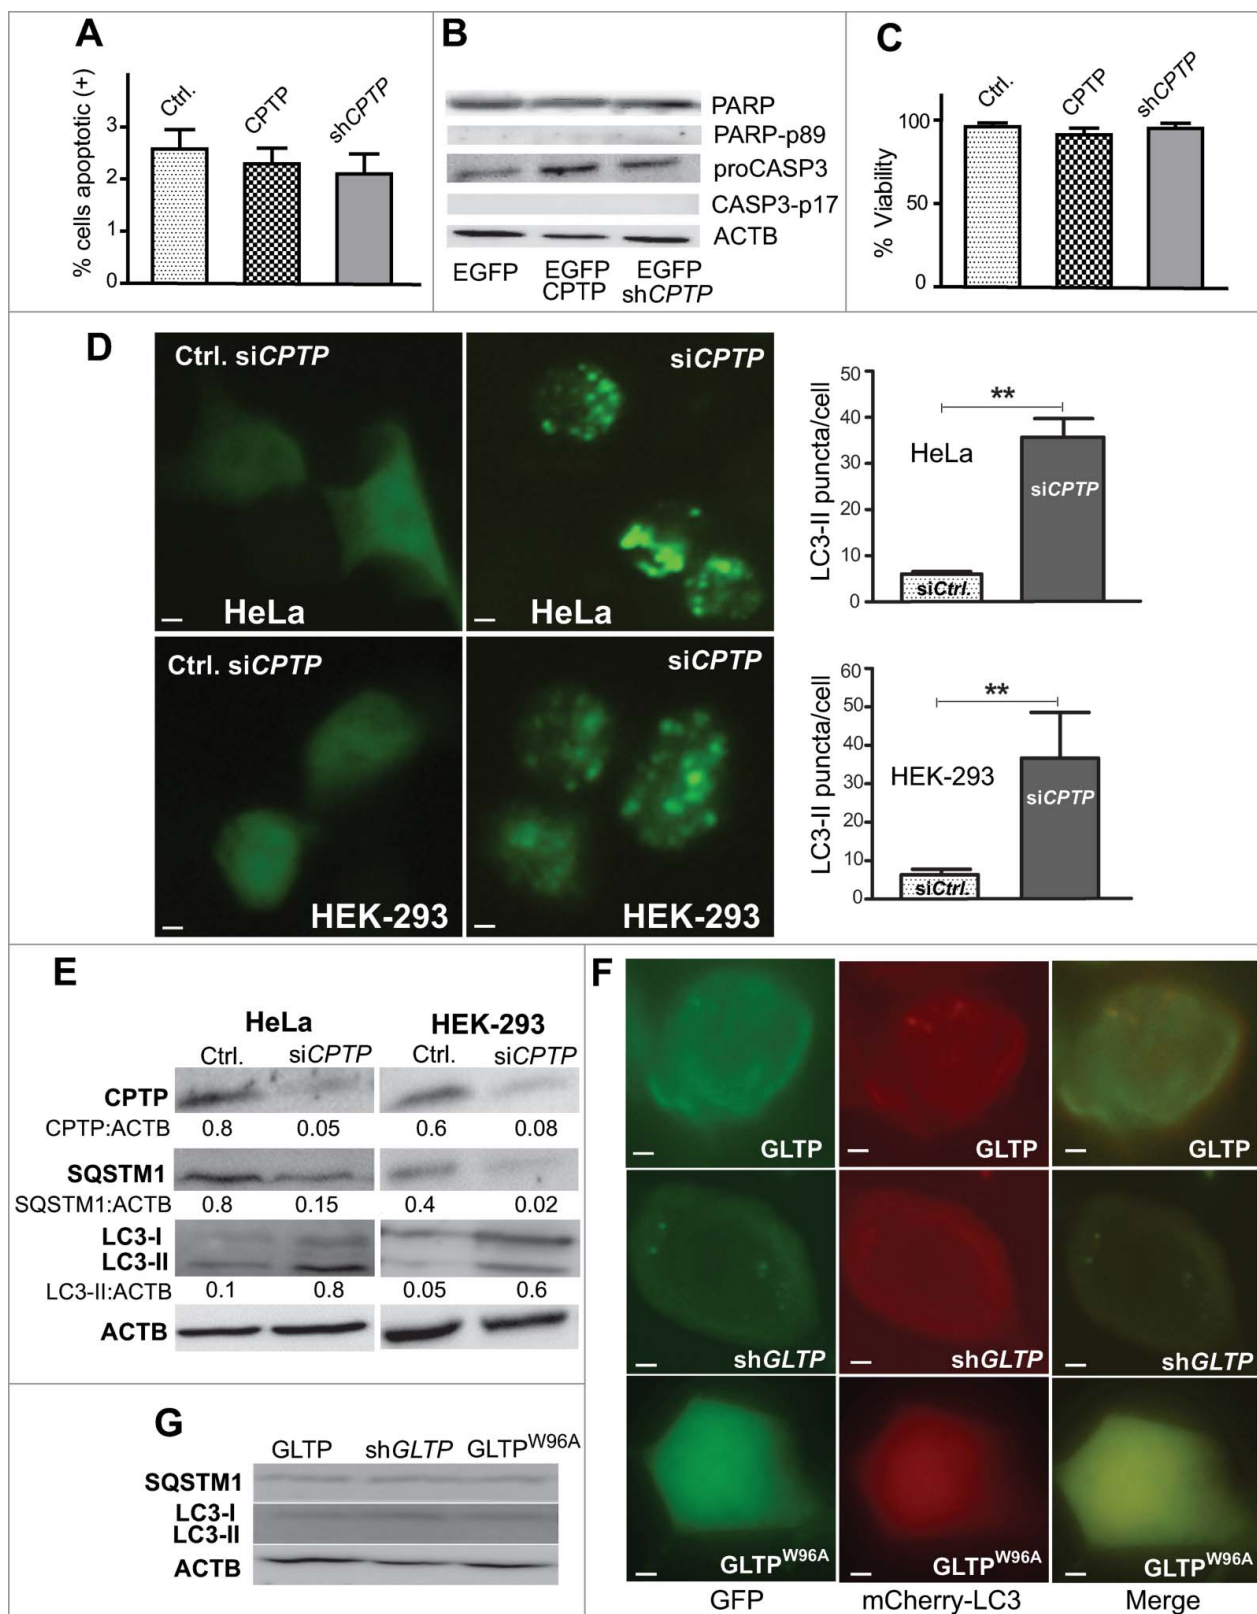 A
% cells apoptotic (+)
3
2
1
0
Ctrl.
CPTP
shCPTP
B
PARP
PARP-p89
proCASP3
CASP3-p17
ACTB
EGFP
EGFP
CPTP
EGFP
shCPTP
C
% Viability
100
50
0
Ctrl.
CPTP
shCPTP
D
Ctrl. siCPTP
HeLa
siCPTP
HeLa
LC3-II puncta/cell
50
40
30
20
10
0
**
HeLa
siCtrl.
siCPTP
Ctrl. siCPTP
HEK-293
siCPTP
HEK-293
LC3-II puncta/cell
60
50
40
30
20
10
0
**
HEK-293
siCtrl.
siCPTP
E
HeLa HEK-293
Ctrl. siCPTP Ctrl. siCPTP
CPTP
CPTP:ACTB 0.8 0.05 0.6 0.08
SQSTM1
SQSTM1:ACTB 0.8 0.15 0.4 0.02
LC3-I
LC3-II
LC3-II:ACTB 0.1 0.8 0.05 0.6
ACTB
F
GLTP GLTP GLTP
shGLTP shGLTP shGLTP
GLTPW96A GLTPW96A GLTPW96A
GFP mCherry-LC3 Merge
G
GLTP shGLTP GLTPW96A
SQSTM1
LC3-I
LC3-II
ACTB